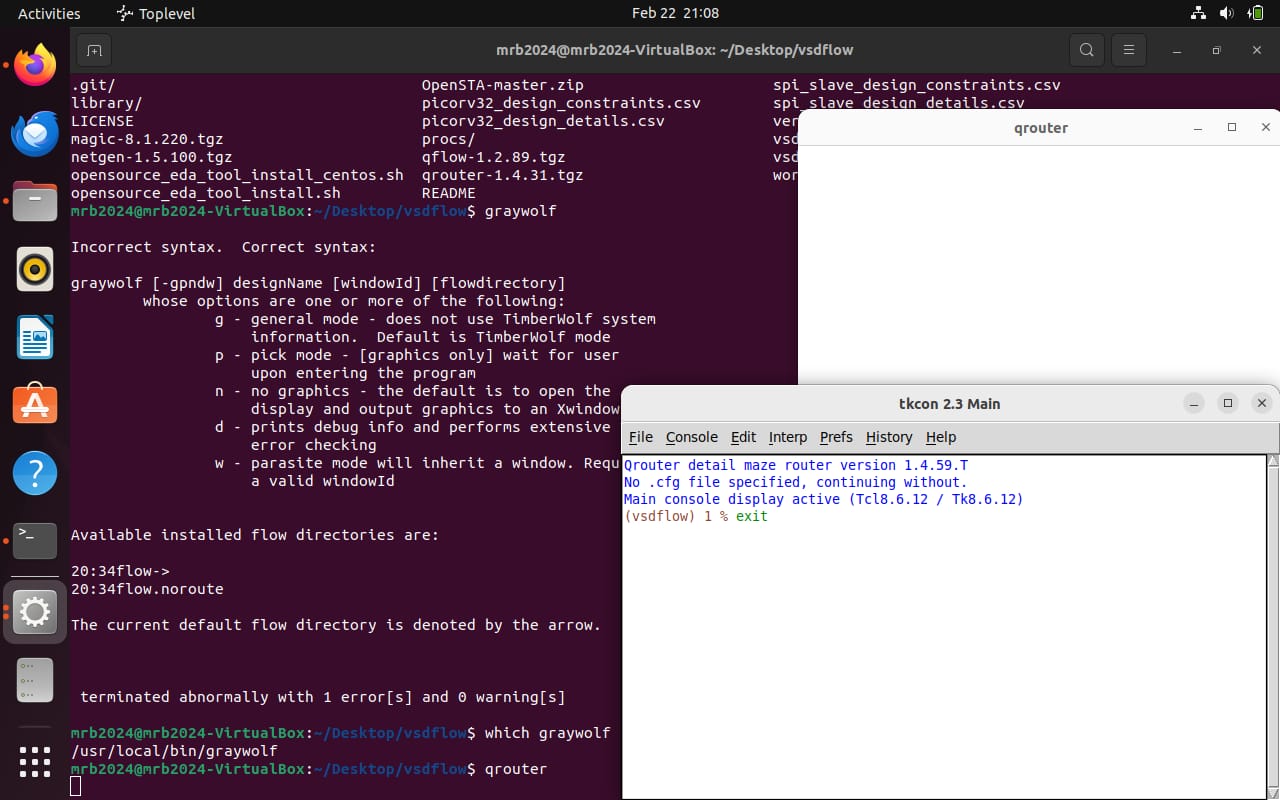 Activities Toplevel Feb 22 21:08
mrb2024@mrb2024-VirtualBox: ~/Desktop/vsdflow
.git/ OpenSTA-master.zip spi_slave_design_constraints.csv
library/ picorv32_design_constraints.csv spi_slave_design_details.csv
LICENSE picorv32_design_details.csv ver
magic-8.1.220.tgz procs/ vsd
netgen-1.5.100.tgz qflow-1.2.89.tgz vsd
opensource_eda_tool_install_centos.sh qrouter-1.4.31.tgz wor
opensource_eda_tool_install.sh README
mrb2024@mrb2024-VirtualBox:~/Desktop/vsdflow$ graywolf
Incorrect syntax.  Correct syntax:
graywolf [-gpndw] designName [windowId] [flowdirectory]
whose options are one or more of the following:
g - general mode - does not use TimberWolf system
information.  Default is TimberWolf mode
p - pick mode - [graphics only] wait for user
upon entering the program
n - no graphics - the default is to open the
display and output graphics to an Xwindow
d - prints debug info and performs extensive
error checking
w - parasite mode will inherit a window. Requ
a valid windowId
Available installed flow directories are:
20:34flow->
20:34flow.noroute
The current default flow directory is denoted by the arrow.
terminated abnormally with 1 error[s] and 0 warning[s]
mrb2024@mrb2024-VirtualBox:~/Desktop/vsdflow$ which graywolf
/usr/local/bin/graywolf
mrb2024@mrb2024-VirtualBox:~/Desktop/vsdflow$ qrouter
qrouter
tkcon 2.3 Main
File Console Edit Interp Prefs History Help
Qrouter detail maze router version 1.4.59.T
No .cfg file specified, continuing without.
Main console display active (Tcl8.6.12 / Tk8.6.12)
(vsdflow) 1 % exit